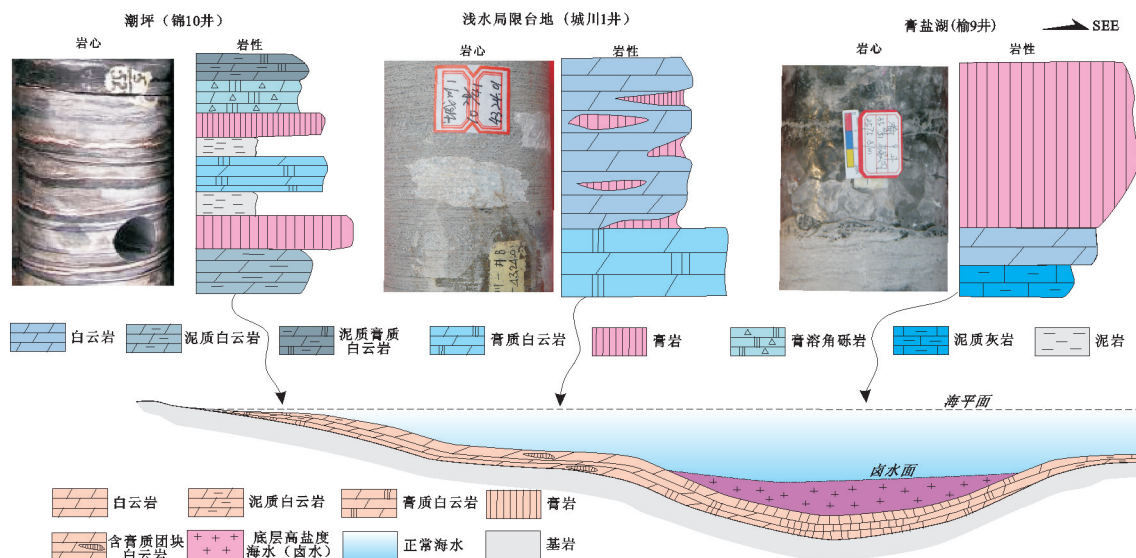 潮坪（锦10井）
浅水局限台地（城川1井）
膏盐湖(榆9井)
SEE
岩心
岩性
岩心
岩性
岩心
岩性
白云岩
泥质白云岩
泥质膏质
白云岩
膏质白云岩
膏岩
膏溶角砾岩
泥质灰岩
泥岩
海平面
卤水面
白云岩
泥质白云岩
膏质白云岩
膏岩
含膏质团块
白云岩
底层高盐度
海水（卤水）
正常海水
基岩